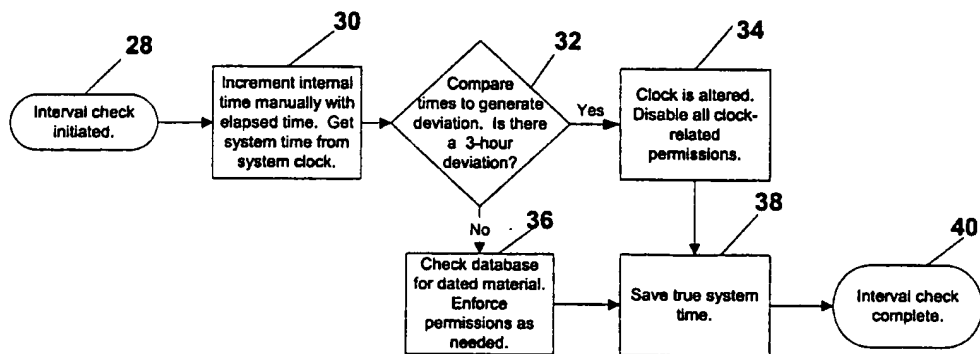 28
Interval check
initiated.
30
Increment internal
time manually with
elapsed time. Get
system time from
system clock.
32
Compare
times to generate
deviation. Is there
a 3-hour
deviation?
Yes
34
Clock is altered.
Disable all clock-
related
permissions.
No
36
Check database
for dated material.
Enforce
permissions as
needed.
38
Save true system
time.
40
Interval check
complete.